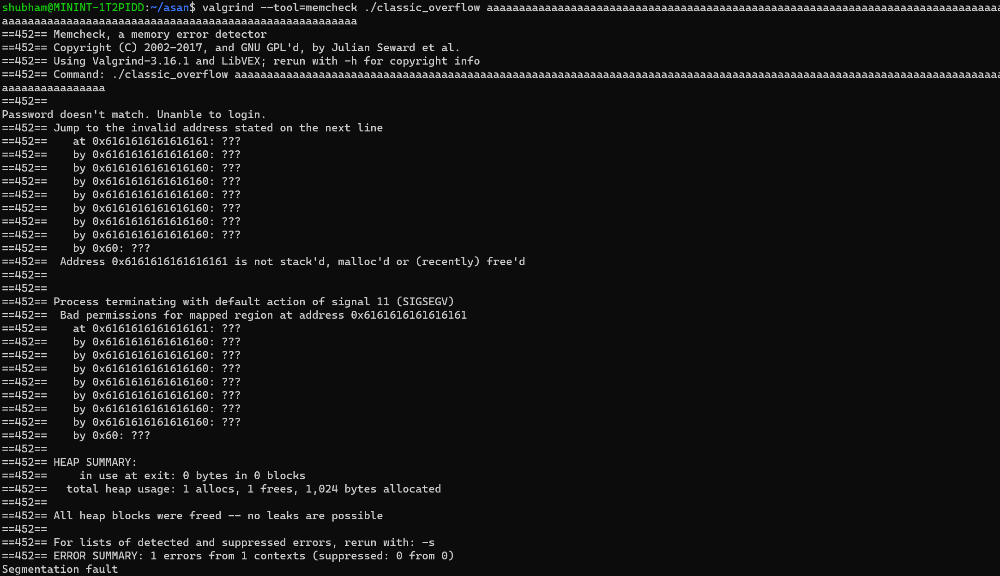 shubham@MININT-1T2PIDD:~/asan$ valgrind --tool=memcheck ./classic_overflow aaaaaaaaaaaaaaaaaaaaaaaaaaaaaaaaaaaaaaaaaaaaaaaaaaaaaaaaaaaaaaaaaaaaaaaaaaaaaaaa
aaaaaaaaaaaaaaaaaaaaaaaaaaaaaaaaaaaaaaaaaaaaaaaaaaaaaaa
==452== Memcheck, a memory error detector
==452== Copyright (C) 2002-2017, and GNU GPL'd, by Julian Seward et al.
==452== Using Valgrind-3.16.1 and LibVEX; rerun with -h for copyright info
==452== Command: ./classic_overflow aaaaaaaaaaaaaaaaaaaaaaaaaaaaaaaaaaaaaaaaaaaaaaaaaaaaaaaaaaaaaaaaaaaaaaaaaaaaaaaaaaaaaaaaaaaaaaaaaaaaaaaaaaaaaaaaaaaaaaa
aaaaaaaaaaaaaaaa
==452==
Password doesn't match. Unanble to login.
==452== Jump to the invalid address stated on the next line
==452==    at 0x6161616161616161: ???
==452==    by 0x6161616161616160: ???
==452==    by 0x6161616161616160: ???
==452==    by 0x6161616161616160: ???
==452==    by 0x6161616161616160: ???
==452==    by 0x6161616161616160: ???
==452==    by 0x6161616161616160: ???
==452==    by 0x6161616161616160: ???
==452==    by 0x60: ???
==452==  Address 0x6161616161616161 is not stack'd, malloc'd or (recently) free'd
==452==
==452==
==452== Process terminating with default action of signal 11 (SIGSEGV)
==452==  Bad permissions for mapped region at address 0x6161616161616161
==452==    at 0x6161616161616161: ???
==452==    by 0x6161616161616160: ???
==452==    by 0x6161616161616160: ???
==452==    by 0x6161616161616160: ???
==452==    by 0x6161616161616160: ???
==452==    by 0x6161616161616160: ???
==452==    by 0x6161616161616160: ???
==452==    by 0x6161616161616160: ???
==452==    by 0x60: ???
==452==
==452== HEAP SUMMARY:
==452==     in use at exit: 0 bytes in 0 blocks
==452==   total heap usage: 1 allocs, 1 frees, 1,024 bytes allocated
==452==
==452== All heap blocks were freed -- no leaks are possible
==452==
==452== For lists of detected and suppressed errors, rerun with: -s
==452== ERROR SUMMARY: 1 errors from 1 contexts (suppressed: 0 from 0)
Segmentation fault